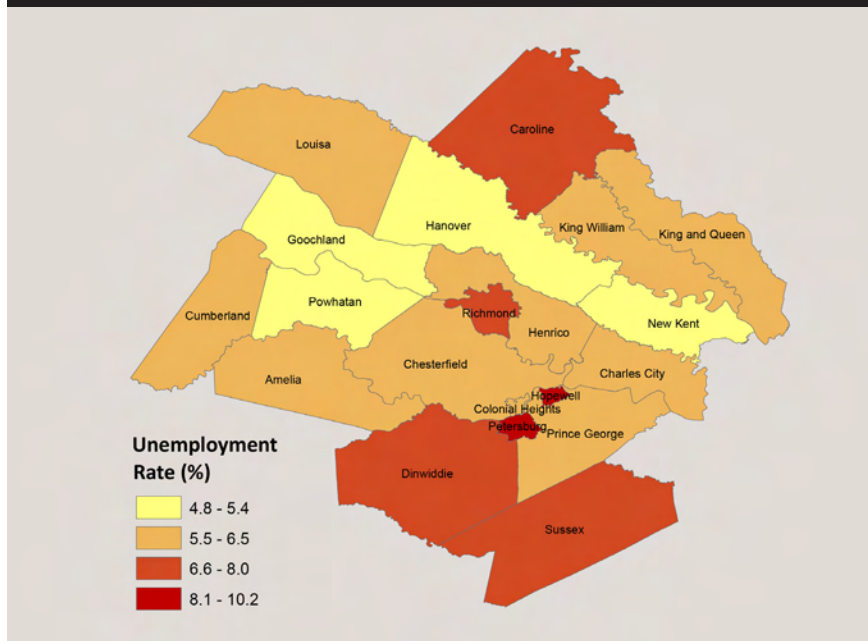 Caroline
Louisa
Hanover
King William
King and Queen
Goochland
Powhatan
Richmond
Cumberland
New Kent
Henrico
Chesterfield
Charles City
Amelia
Hopewell
Colonial Heights
Petersburg
Prince George
Dinwiddie
Sussex
Unemployment
Rate (%)
4.8 - 5.4
5.5 - 6.5
6.6 - 8.0
8.1 - 10.2